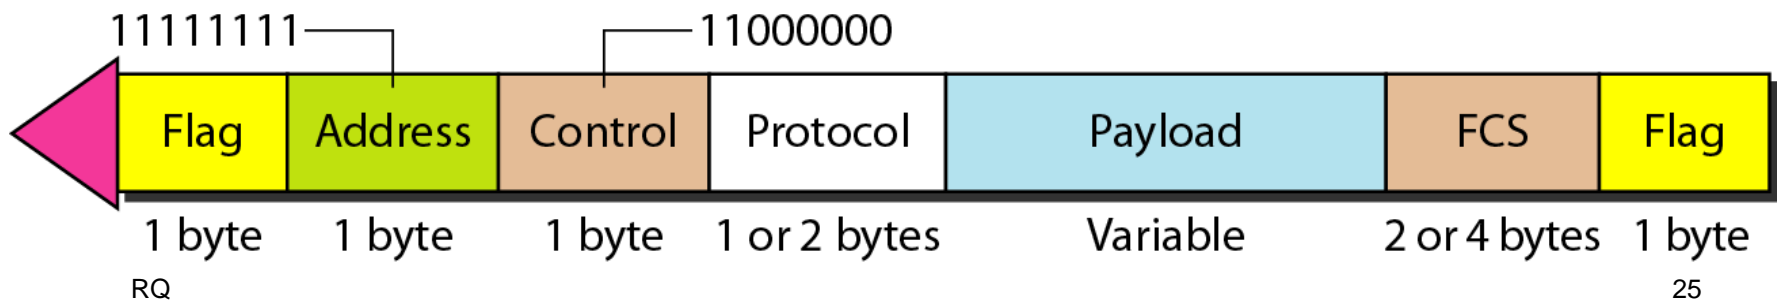 11111111 11000000
Flag Address Control Protocol Payload FCS Flag
1 byte 1 byte 1 byte 1 or 2 bytes Variable 2 or 4 bytes 1 byte
RQ 25